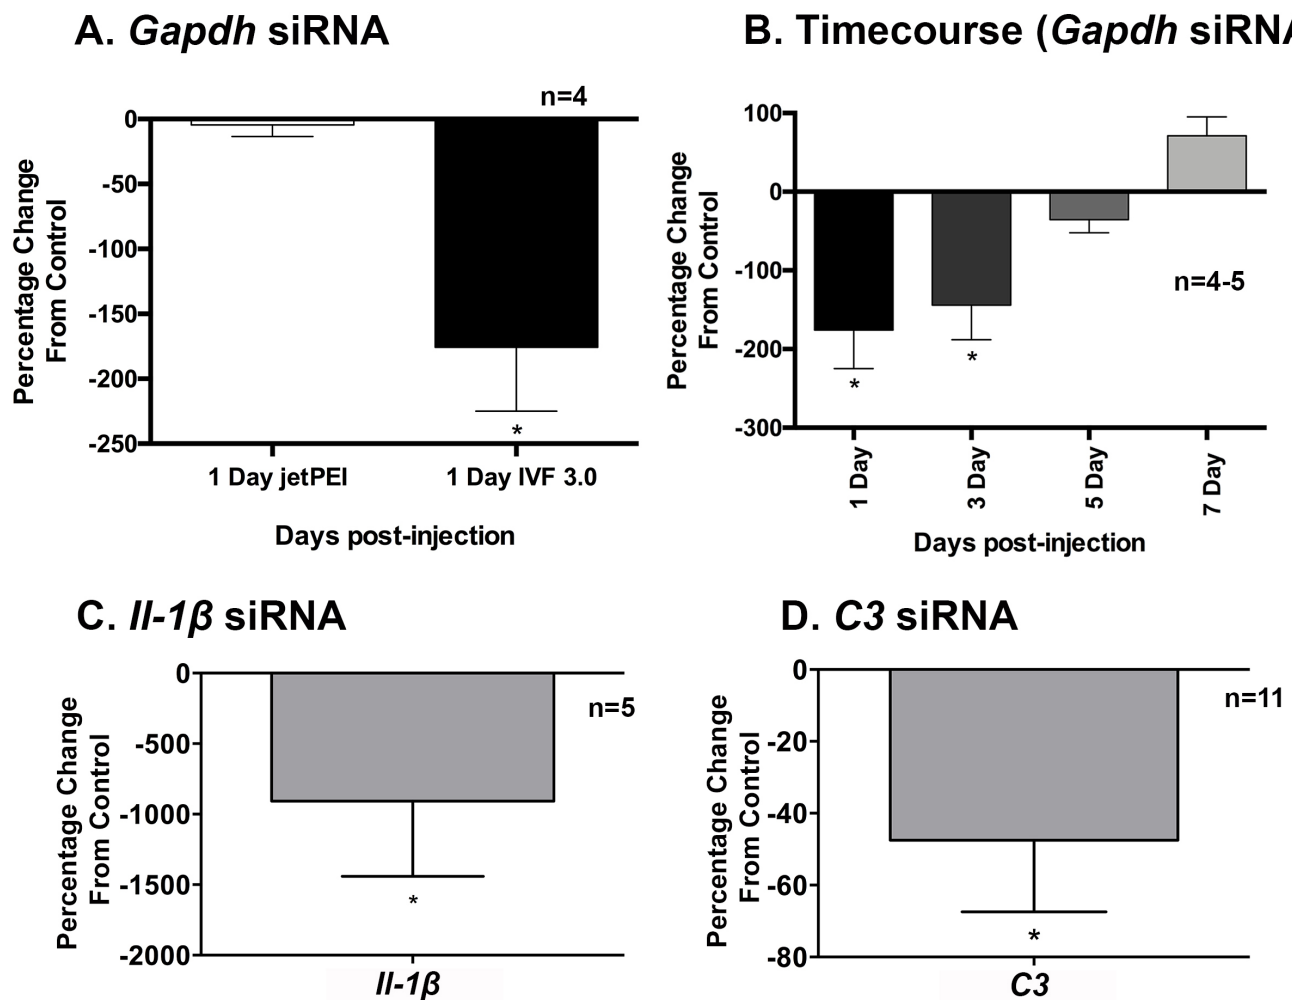 A. Gapdh siRNA
n=4
0
-50
-100
-150
-200
-250
Percentage Change
From Control
*
1 Day jetPEI
1 Day IVF 3.0
Days post-injection
B. Timecourse (Gapdh siRNA
100
0
-100
-200
-300
Percentage Change
From Control
n=4-5
*
*
1 Day
3 Day
5 Day
7 Day
Days post-injection
C. Il-1β siRNA
0
-500
-1000
-1500
-2000
Percentage Change
From Control
n=5
*
Il-1β
D. C3 siRNA
0
-20
-40
-60
-80
Percentage Change
From Control
n=11
*
C3